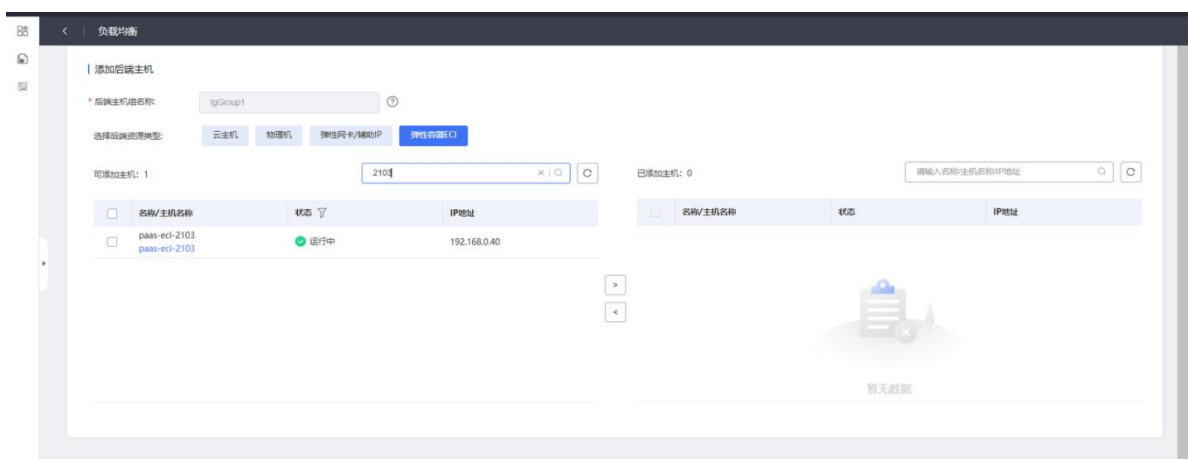 负载均衡
添加后端主机
* 后端主机组名称: tgGroup1
选择后端资源类型: 云主机 物理机 弹性网卡/辅助IP 弹性容器ECI
可添加主机: 1 2103
已添加主机: 0 请输入名称/主机名称/IP地址
名称/主机名称 状态 IP地址
paas-eci-2103 运行中 192.168.0.40
paas-eci-2103
名称/主机名称 状态 IP地址
暂无数据